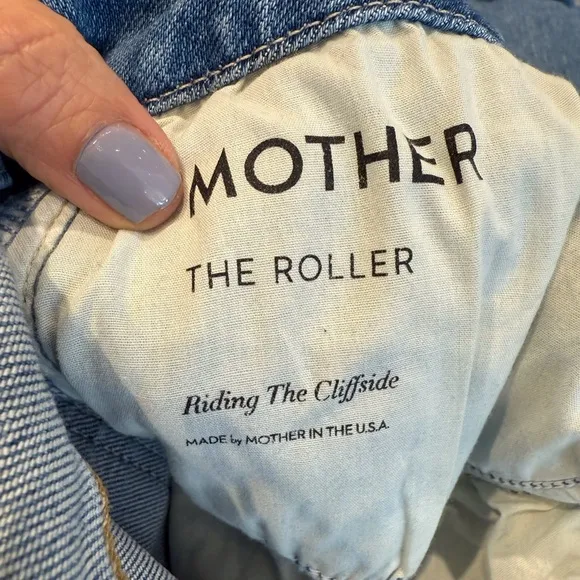 MOTHER
THE ROLLER
Riding The Cliffside
MADE by MOTHER IN THE U.S.A.